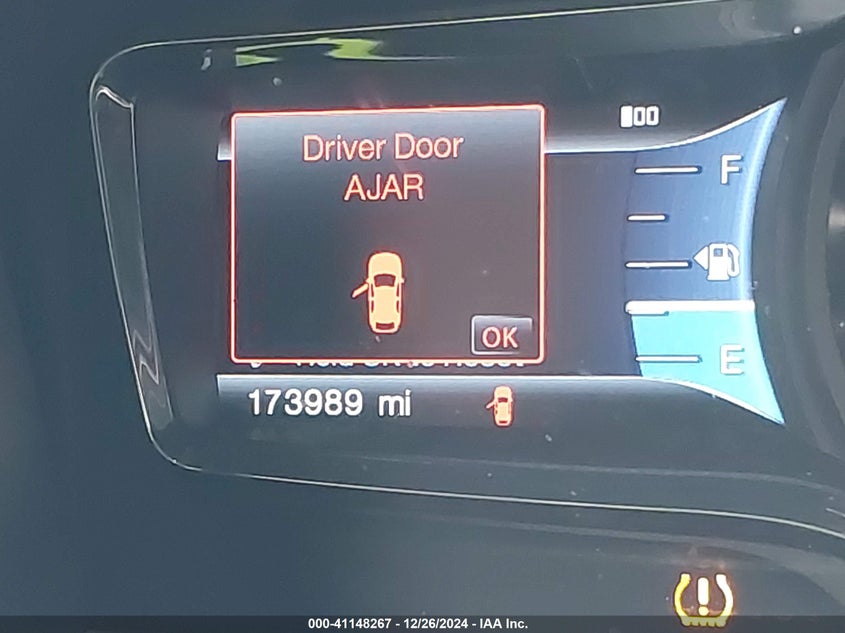 Driver Door
AJAR
F
OK
E
173989 mi
000-41148267 - 12/26/2024 - IAA Inc.